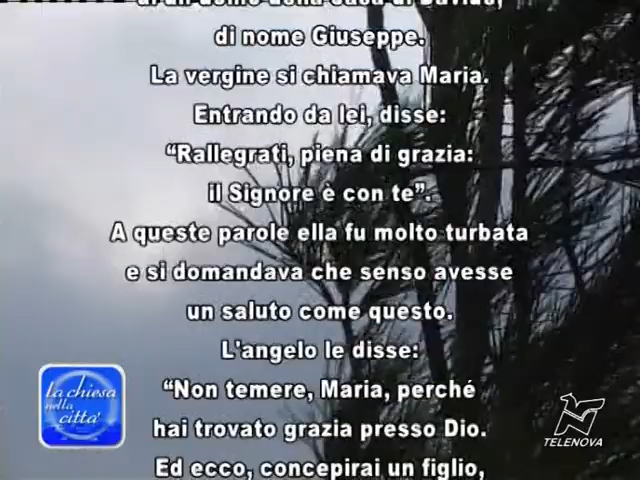 di nome Giuseppe.
La vergine si chiamava Maria.
Entrando da lei, disse:
“Rallegrati, piena di grazia:
il Signore è con te”.
A queste parole ella fu molto turbata
e si domandava che senso avesse
un saluto come questo.
L'angelo le disse:
“Non temere, Maria, perché
hai trovato grazia presso Dio.
Ed ecco, concepirai un figlio,
la chiesa
nella
citta'
TELENOVA